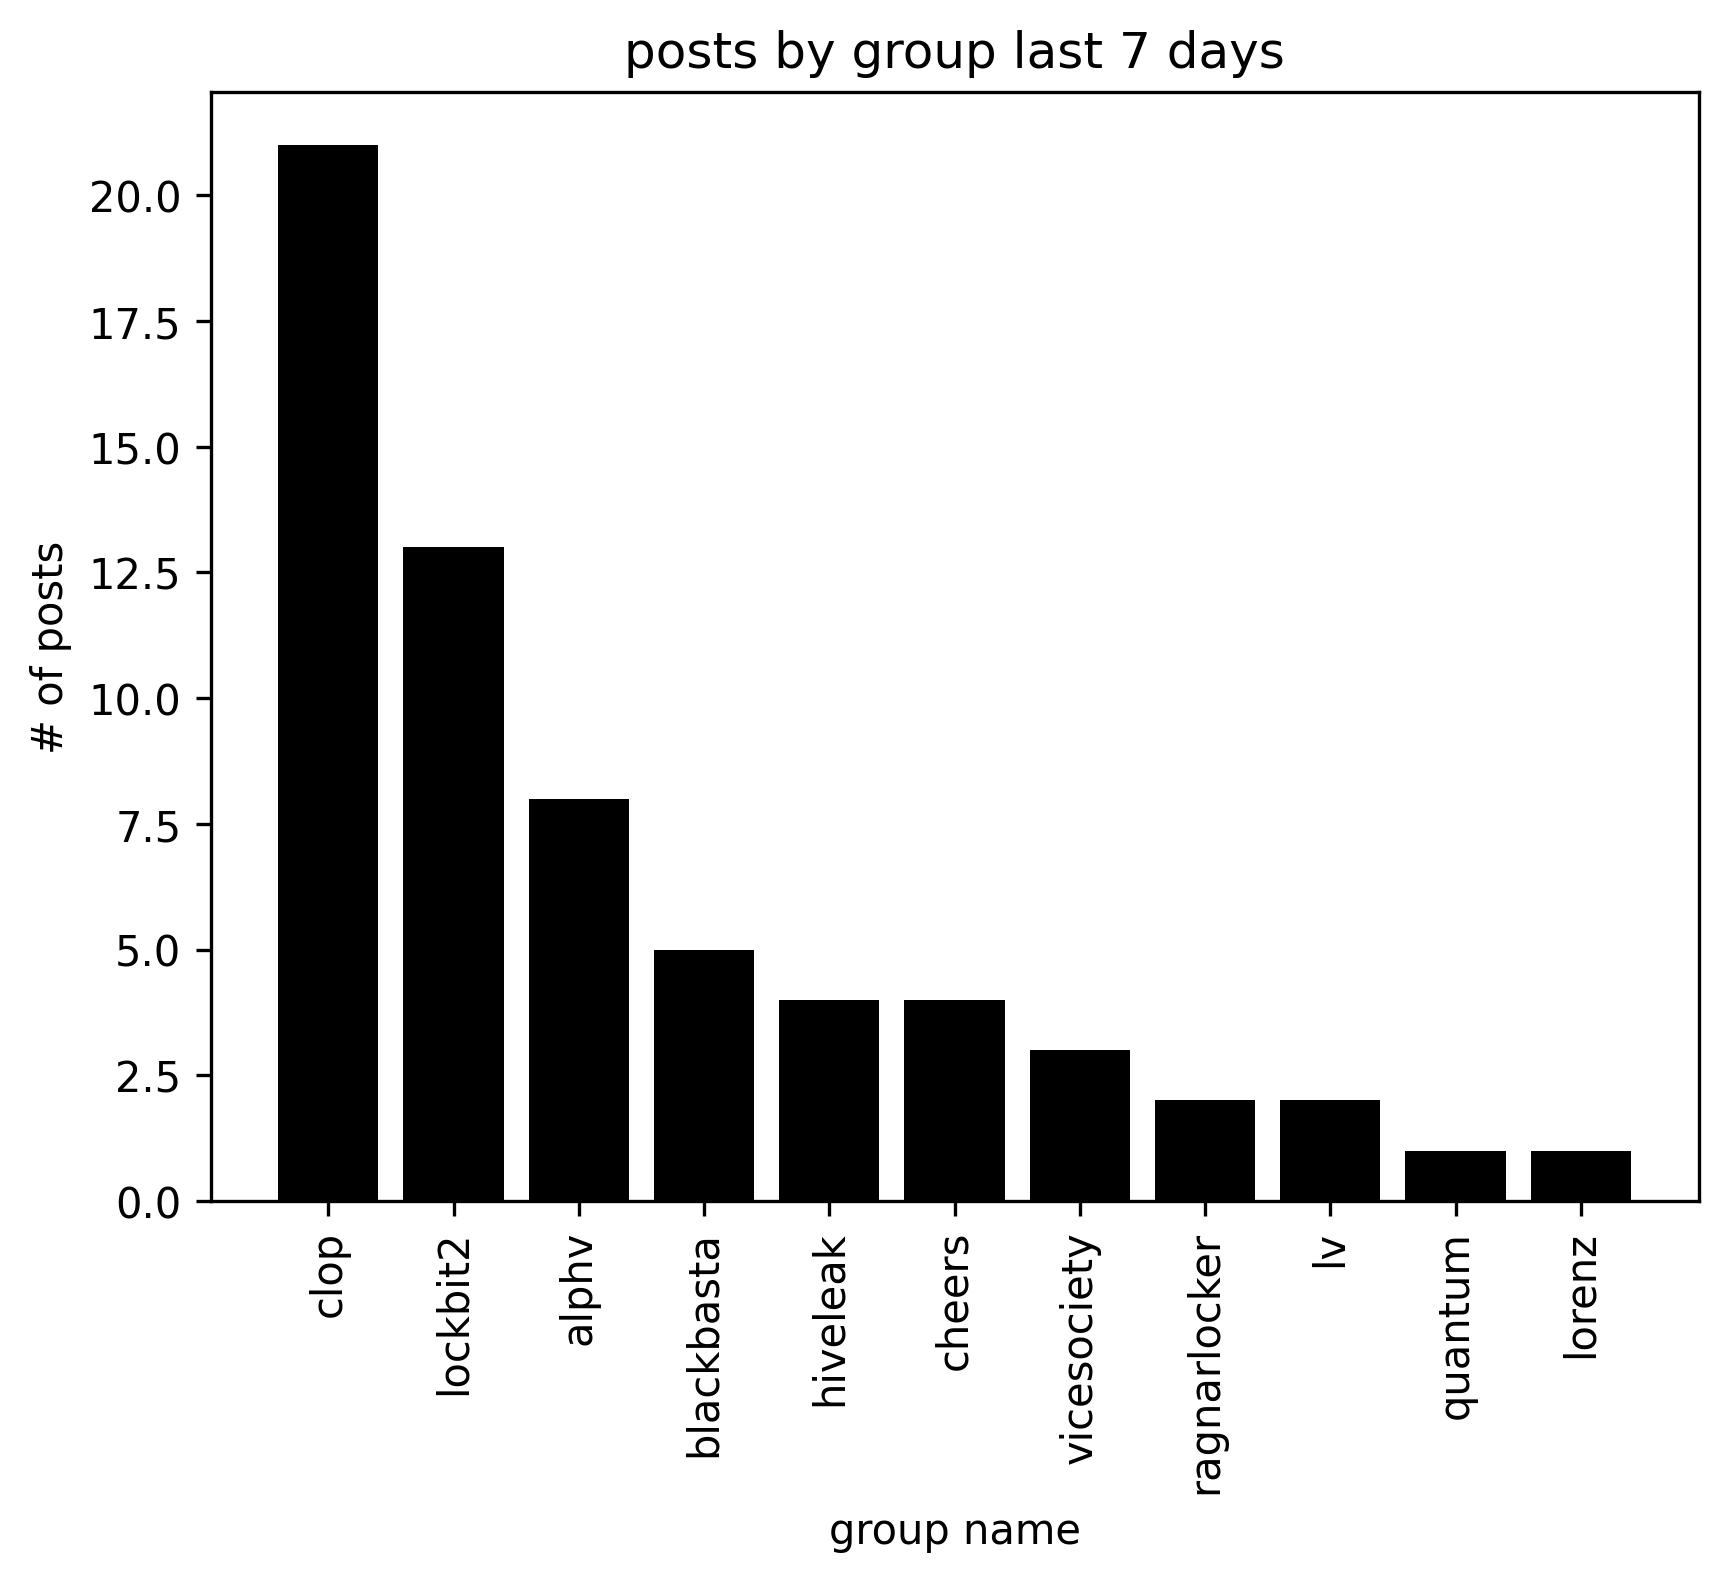 posts by group last 7 days
# of posts
20.0
17.5
15.0
12.5
10.0
7.5
5.0
2.5
0.0
clop
lockbit2
alphv
blackbasta
hiveleak
cheers
vicesociety
ragnarlocker
lv
quantum
lorenz
group name